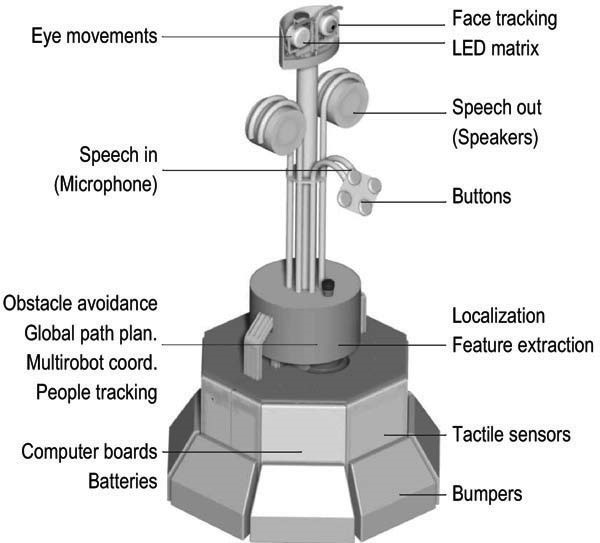 Eye movements
Face tracking
LED matrix
Speech out
(Speakers)
Speech in
(Microphone)
Buttons
Obstacle avoidance
Global path plan.
Multirobot coord.
People tracking
Localization
Feature extraction
Computer boards
Batteries
Tactile sensors
Bumpers